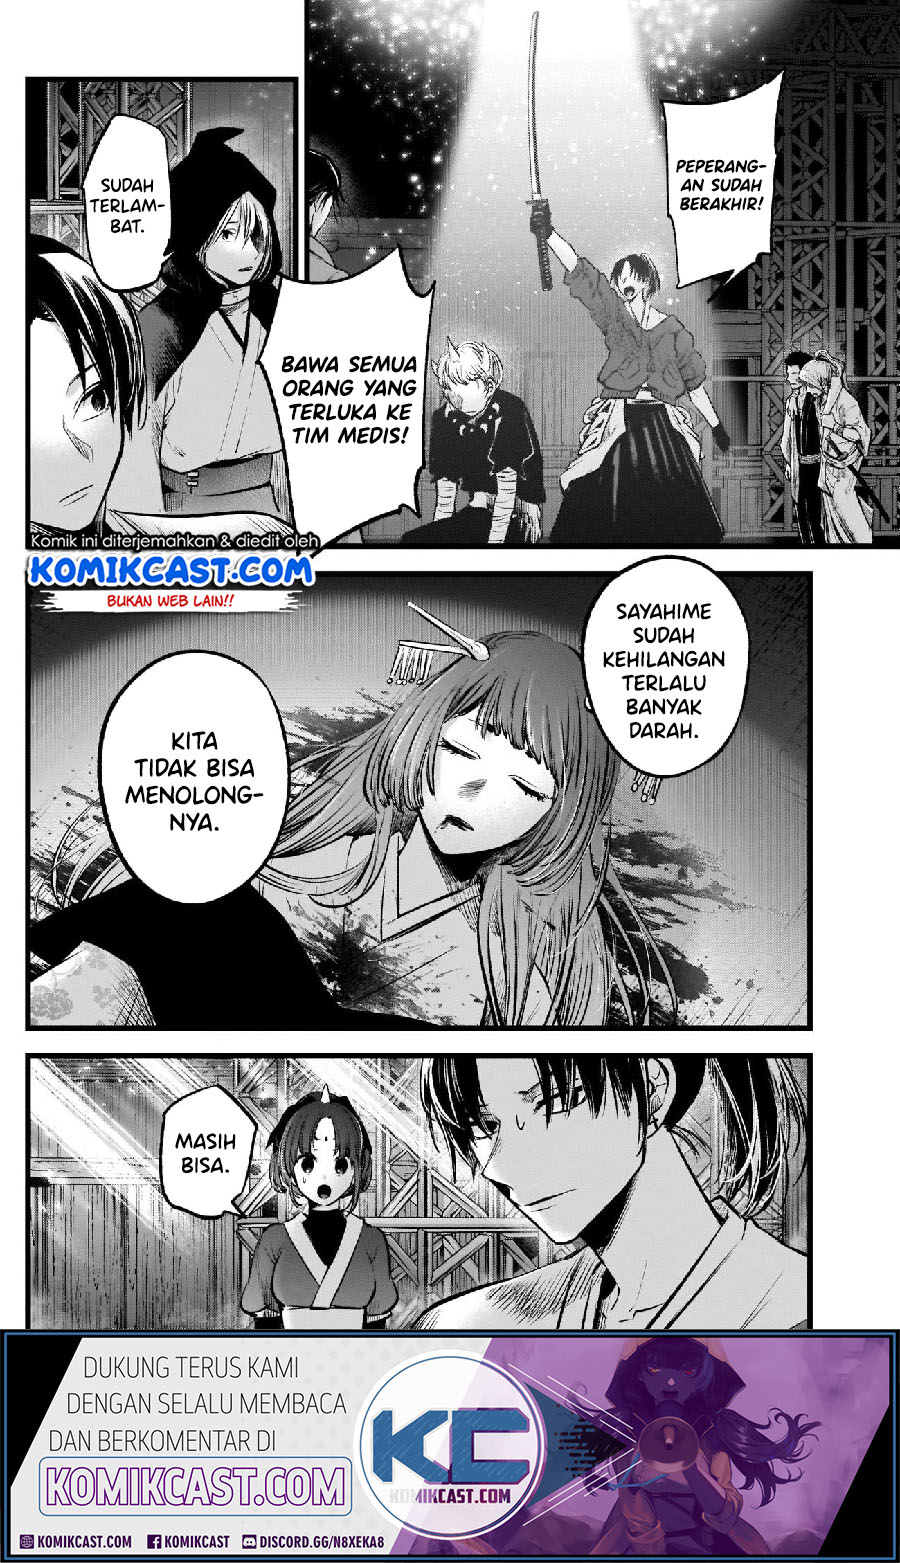 PEPERANG-
AN SUDAH
BERAKHIR!
BAWA SEMUA
ORANG YANG
TERLUKA KE
TIM MEDIS!
SUDAH
TERLAM-
BAT.
Komik ini diterjemahkan & diedit oleh
KOMIKCAST.COM
BUKAN WEB LAIN!!
SAYAHIME
SUDAH
KEHILANGAN
TERLALU
BANYAK
DARAH.
KITA
TIDAK BISA
MENOLONG-
NYA.
MASIH
BISA.
DUKUNG TERUS KAMI
DENGAN SELALU MEMBACA
DAN BERKOMENTAR DI
KOMIKCAST.COM
KC
KOMIKCAST.COM
KOMIKCAST.COM
KOMIKCAST
DISCORD.GG/N8XEKA8